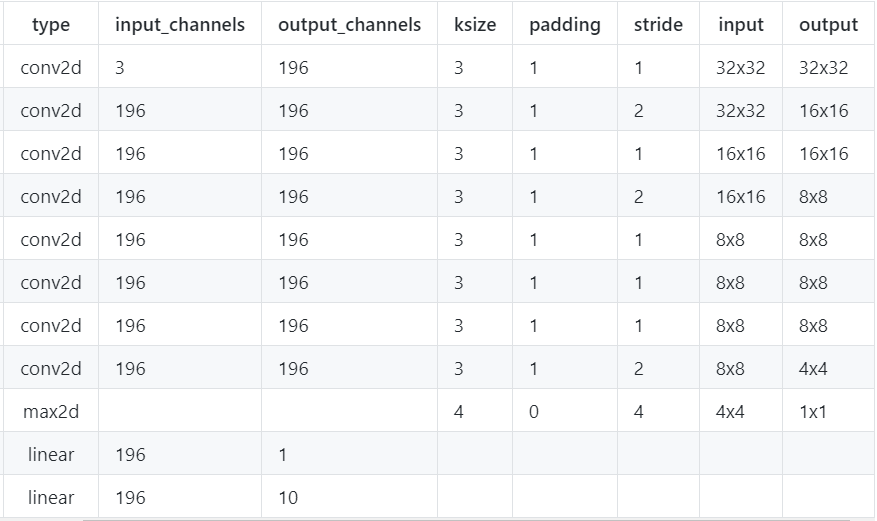 type input_channels output_channels ksize padding stride input output
conv2d 3 196 3 1 1 32x32 32x32
conv2d 196 196 3 1 2 32x32 16x16
conv2d 196 196 3 1 1 16x16 16x16
conv2d 196 196 3 1 2 16x16 8x8
conv2d 196 196 3 1 1 8x8 8x8
conv2d 196 196 3 1 1 8x8 8x8
conv2d 196 196 3 1 1 8x8 8x8
conv2d 196 196 3 1 2 8x8 4x4
max2d 4 0 4 4x4 1x1
linear 196 1
linear 196 10